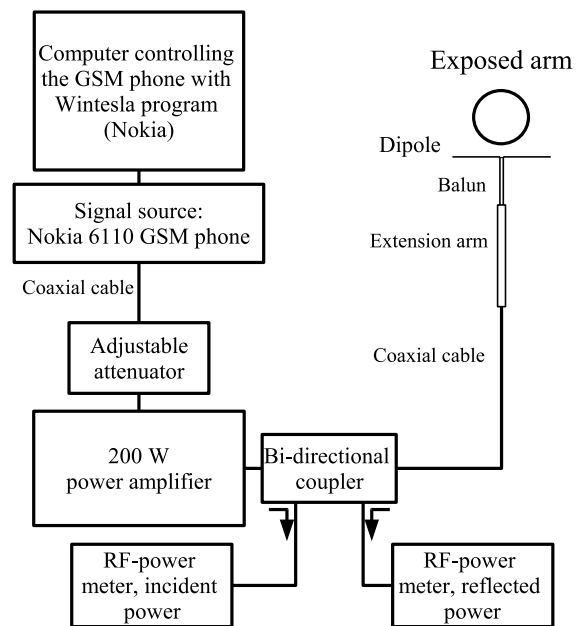 Computer controlling
the GSM phone with
Wintesla program
(Nokia)
Signal source:
Nokia 6110 GSM phone
Coaxial cable
Adjustable
attenuator
200 W
power amplifier
Bi-directional
coupler
RF-power
meter, incident
power
RF-power
meter, reflected
power
Exposed arm
Dipole
Balun
Extension arm
Coaxial cable